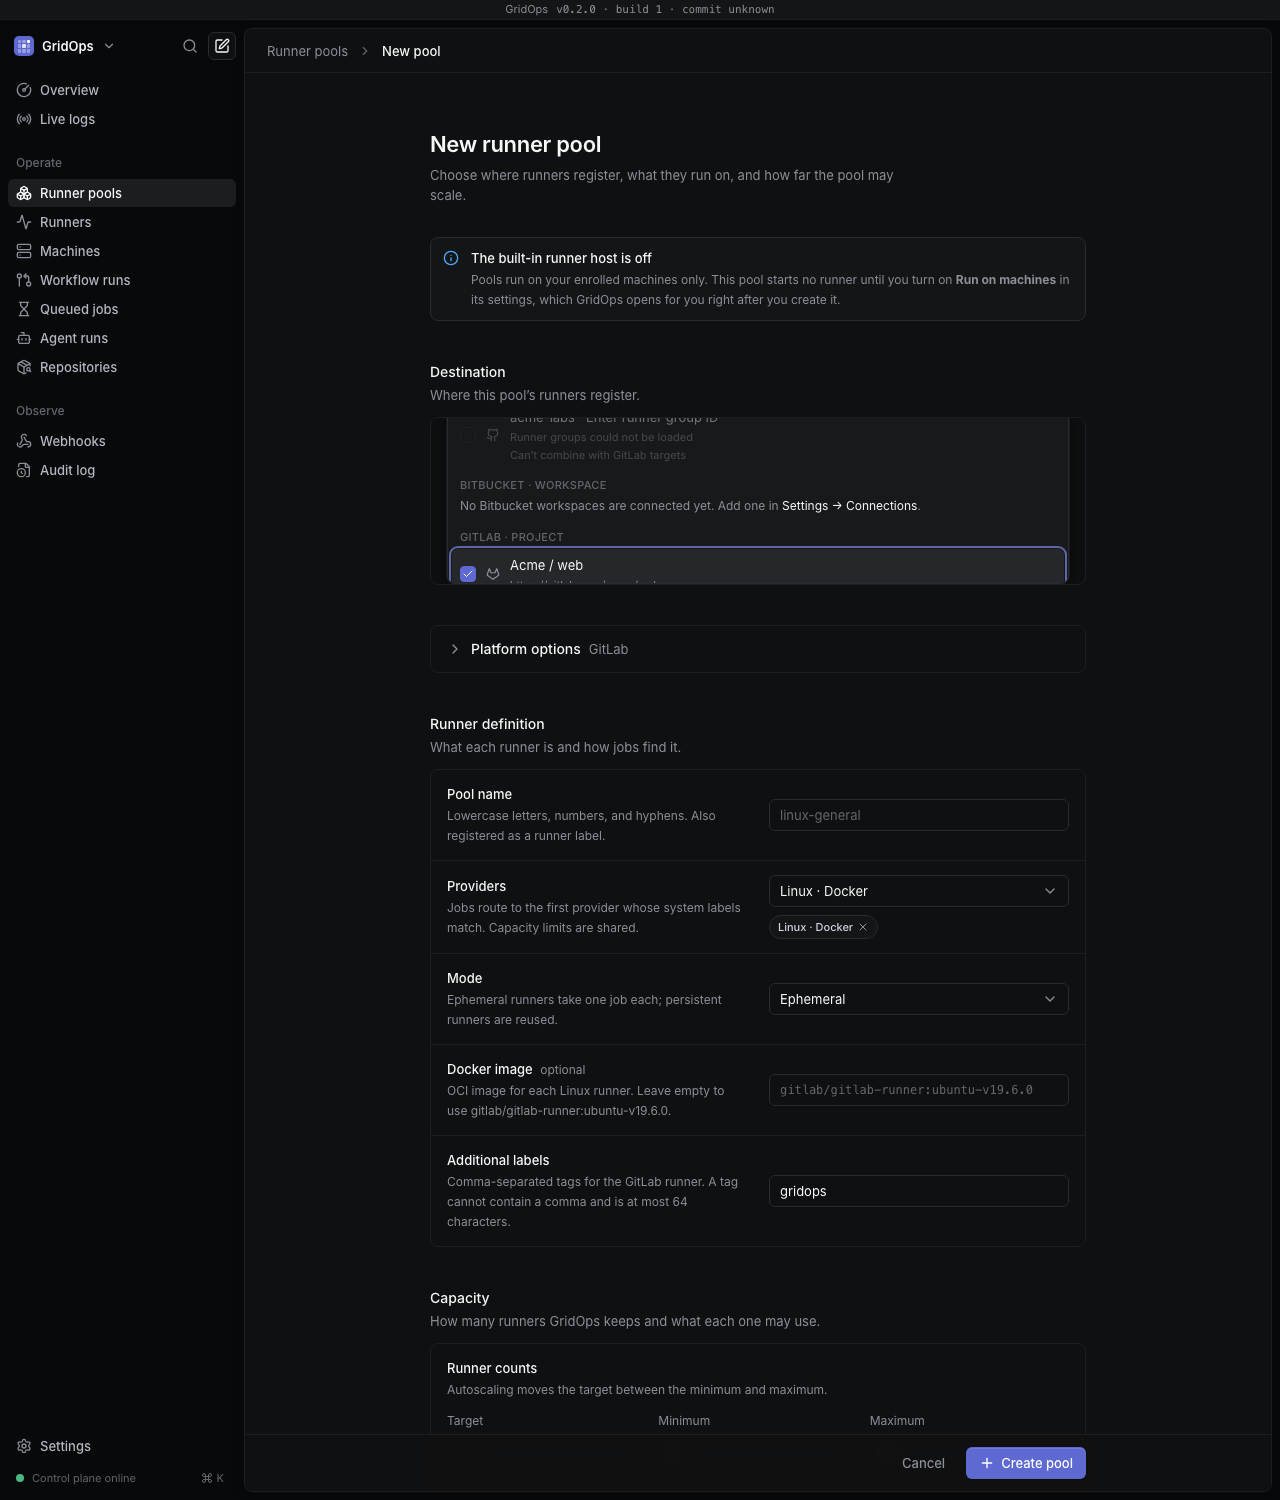 GridOps v0.2.0 · build 1 · commit unknown
GridOps
Overview
Live logs
Operate
Runner pools
Runners
Machines
Workflow runs
Queued jobs
Agent runs
Repositories
Observe
Webhooks
Audit log
Settings
Control plane online
⌘ K
Runner pools
New pool
New runner pool
Choose where runners register, what they run on, and how far the pool may
scale.
The built-in runner host is off
Pools run on your enrolled machines only. This pool starts no runner until you turn on Run on machines in
its settings, which GridOps opens for you right after you create it.
Destination
Where this pool's runners register.
acme-labs · Enter runner group ID
Runner groups could not be loaded
Can't combine with GitLab targets
BITBUCKET · WORKSPACE
No Bitbucket workspaces are connected yet. Add one in Settings → Connections.
GITLAB · PROJECT
Acme / web
Platform options GitLab
Runner definition
What each runner is and how jobs find it.
Pool name
Lowercase letters, numbers, and hyphens. Also
registered as a runner label.
linux-general
Providers
Jobs route to the first provider whose system labels
match. Capacity limits are shared.
Linux · Docker
Linux · Docker
Mode
Ephemeral runners take one job each; persistent
runners are reused.
Ephemeral
Docker image optional
OCI image for each Linux runner. Leave empty to
use gitlab/gitlab-runner:ubuntu-v19.6.0.
gitlab/gitlab-runner:ubuntu-v19.6.0
Additional labels
Comma-separated tags for the GitLab runner. A tag
cannot contain a comma and is at most 64
characters.
gridops
Capacity
How many runners GridOps keeps and what each one may use.
Runner counts
Autoscaling moves the target between the minimum and maximum.
Target
Minimum
Maximum
Cancel
Create pool